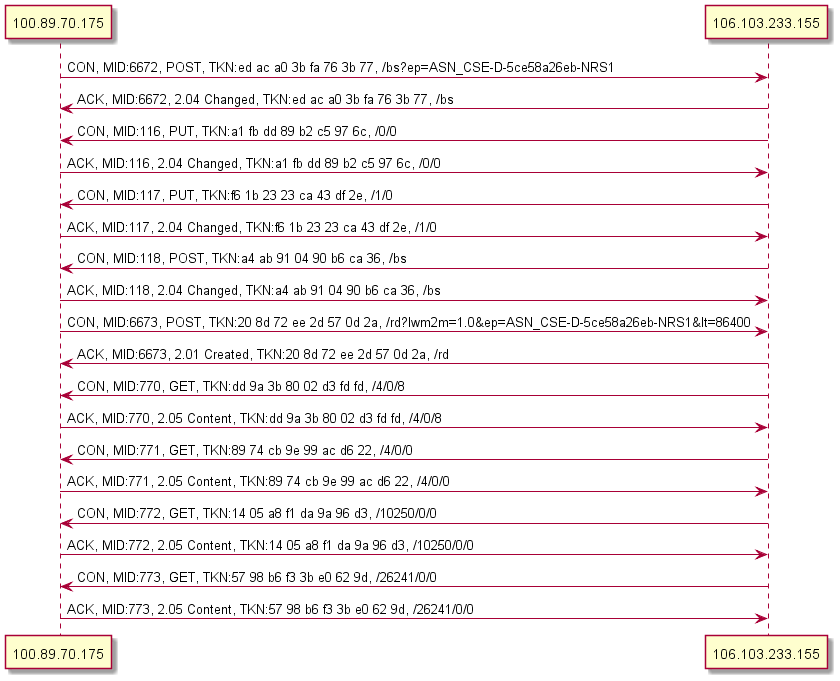 100.89.70.175
106.103.233.155
CON, MID:6672, POST, TKN:ed ac a0 3b fa 76 3b 77, /bs?ep=ASN_CSE-D-5ce58a26eb-NRS1
ACK, MID:6672, 2.04 Changed, TKN:ed ac a0 3b fa 76 3b 77, /bs
CON, MID:116, PUT, TKN:a1 fb dd 89 b2 c5 97 6c, /0/0
ACK, MID:116, 2.04 Changed, TKN:a1 fb dd 89 b2 c5 97 6c, /0/0
CON, MID:117, PUT, TKN:f6 1b 23 23 ca 43 df 2e, /1/0
ACK, MID:117, 2.04 Changed, TKN:f6 1b 23 23 ca 43 df 2e, /1/0
CON, MID:118, POST, TKN:a4 ab 91 04 90 b6 ca 36, /bs
ACK, MID:118, 2.04 Changed, TKN:a4 ab 91 04 90 b6 ca 36, /bs
CON, MID:6673, POST, TKN:20 8d 72 ee 2d 57 0d 2a, /rd?lwm2m=1.0&ep=ASN_CSE-D-5ce58a26eb-NRS1&lt=86400
ACK, MID:6673, 2.01 Created, TKN:20 8d 72 ee 2d 57 0d 2a, /rd
CON, MID:770, GET, TKN:dd 9a 3b 80 02 d3 fd fd, /4/0/8
ACK, MID:770, 2.05 Content, TKN:dd 9a 3b 80 02 d3 fd fd, /4/0/8
CON, MID:771, GET, TKN:89 74 cb 9e 99 ac d6 22, /4/0/0
ACK, MID:771, 2.05 Content, TKN:89 74 cb 9e 99 ac d6 22, /4/0/0
CON, MID:772, GET, TKN:14 05 a8 f1 da 9a 96 d3, /10250/0/0
ACK, MID:772, 2.05 Content, TKN:14 05 a8 f1 da 9a 96 d3, /10250/0/0
CON, MID:773, GET, TKN:57 98 b6 f3 3b e0 62 9d, /26241/0/0
ACK, MID:773, 2.05 Content, TKN:57 98 b6 f3 3b e0 62 9d, /26241/0/0
100.89.70.175
106.103.233.155